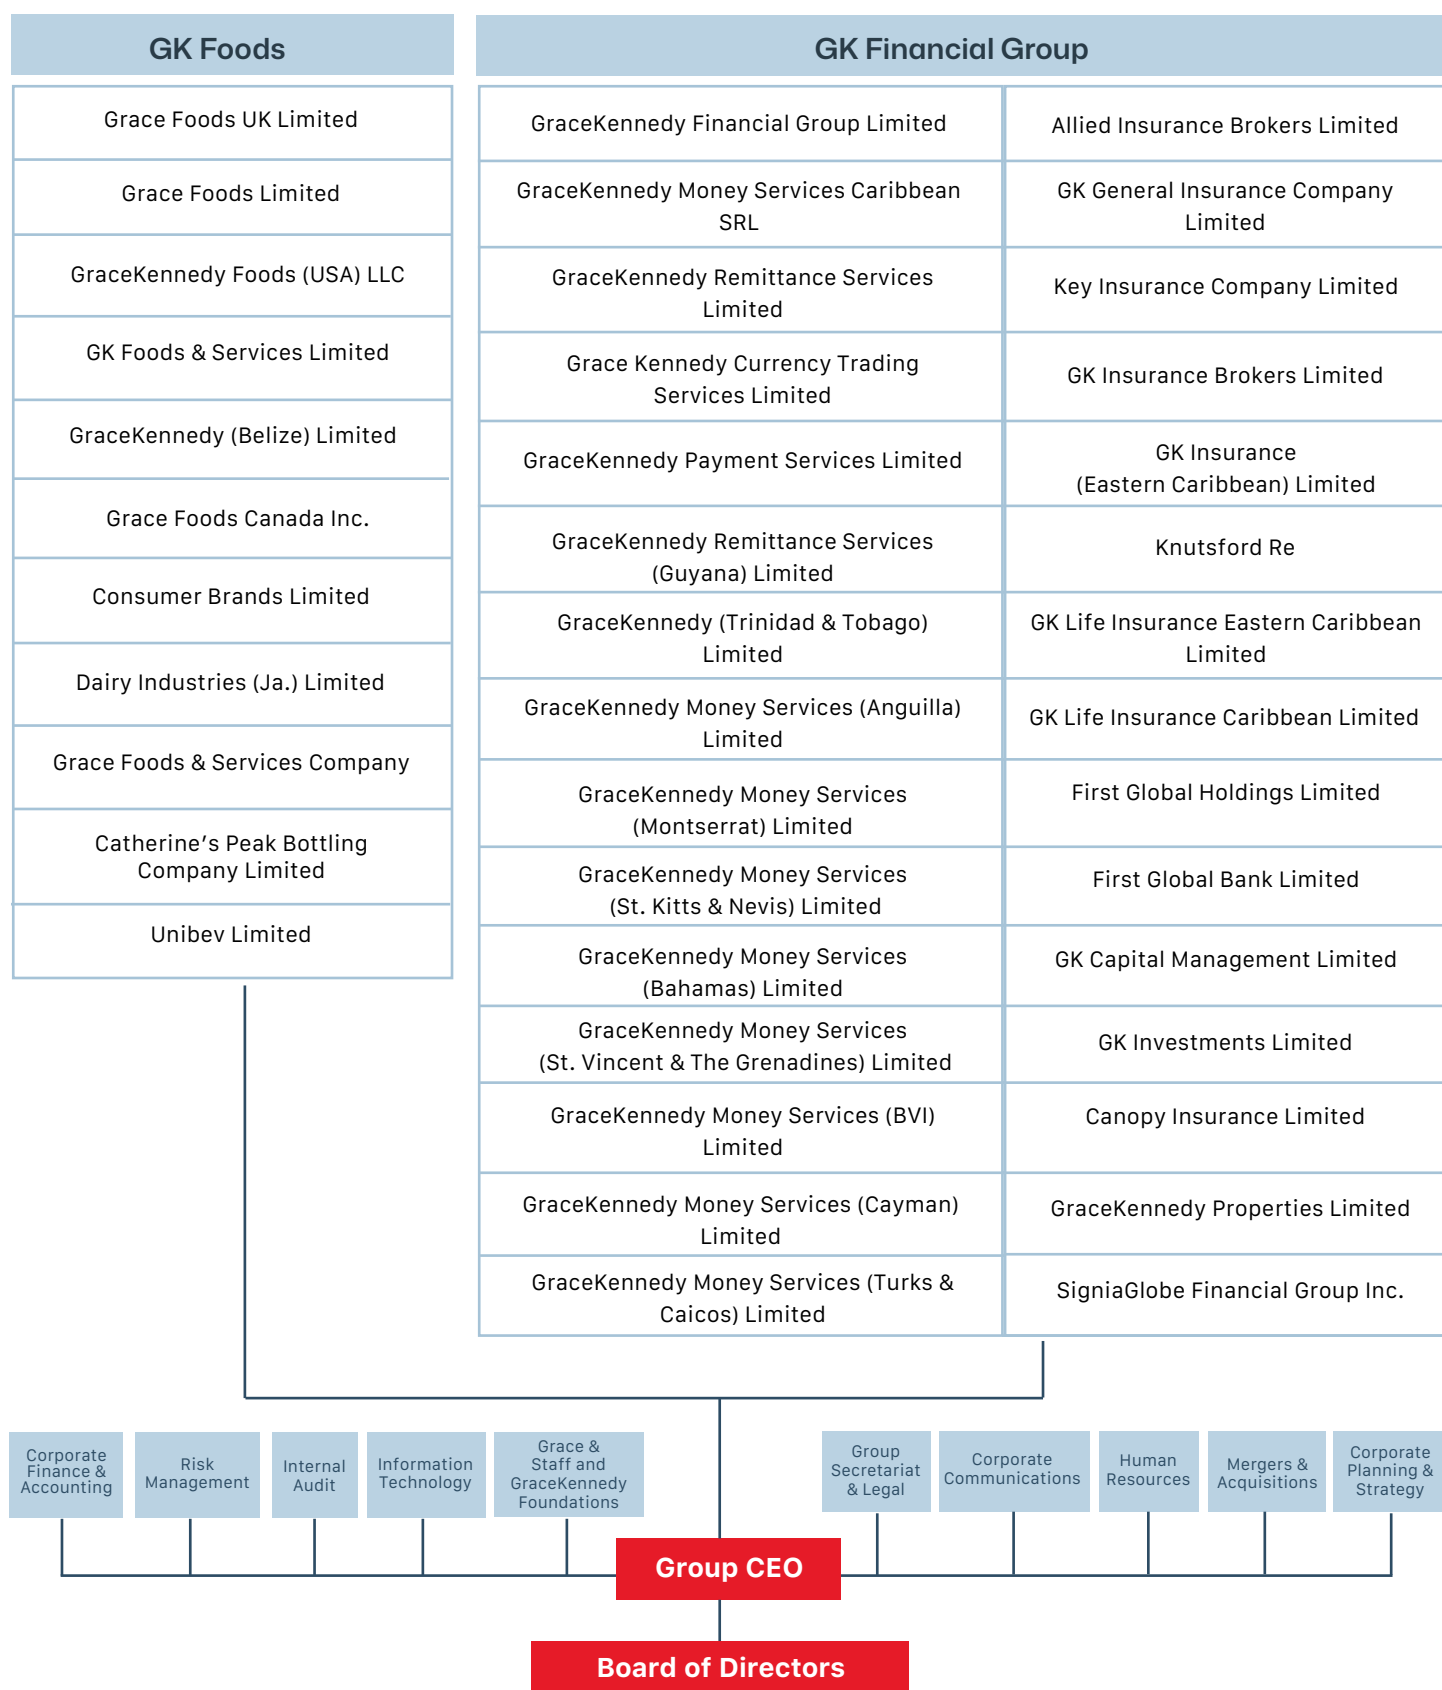 GK Foods
Grace Foods UK Limited
Grace Foods Limited
GraceKennedy Foods (USA) LLC
GK Foods & Services Limited
GraceKennedy (Belize) Limited
Grace Foods Canada Inc.
Consumer Brands Limited
Dairy Industries (Ja.) Limited
Grace Foods & Services Company
Catherine’s Peak Bottling
Company Limited
Unibev Limited
GK Financial Group
GraceKennedy Financial Group Limited
GraceKennedy Money Services Caribbean
SRL
GraceKennedy Remittance Services
Limited
Grace Kennedy Currency Trading
Services Limited
GraceKennedy Payment Services Limited
GraceKennedy Remittance Services
(Guyana) Limited
GraceKennedy (Trinidad & Tobago)
Limited
GraceKennedy Money Services (Anguilla)
Limited
GraceKennedy Money Services
(Montserrat) Limited
GraceKennedy Money Services
(St. Kitts & Nevis) Limited
GraceKennedy Money Services
(Bahamas) Limited
GraceKennedy Money Services
(St. Vincent & The Grenadines) Limited
GraceKennedy Money Services (BVI)
Limited
GraceKennedy Money Services (Cayman)
Limited
GraceKennedy Money Services (Turks &
Caicos) Limited
Allied Insurance Brokers Limited
GK General Insurance Company
Limited
Key Insurance Company Limited
GK Insurance Brokers Limited
GK Insurance
(Eastern Caribbean) Limited
Knutsford Re
GK Life Insurance Eastern Caribbean
Limited
GK Life Insurance Caribbean Limited
First Global Holdings Limited
First Global Bank Limited
GK Capital Management Limited
GK Investments Limited
Canopy Insurance Limited
GraceKennedy Properties Limited
SigniaGlobe Financial Group Inc.
Corporate
Finance &
Accounting
Risk
Management
Internal
Audit
Information
Technology
Grace &
Staff and
GraceKennedy
Foundations
Group
Secretariat
& Legal
Corporate
Communications
Human
Resources
Mergers &
Acquisitions
Corporate
Planning &
Strategy
Group CEO
Board of Directors